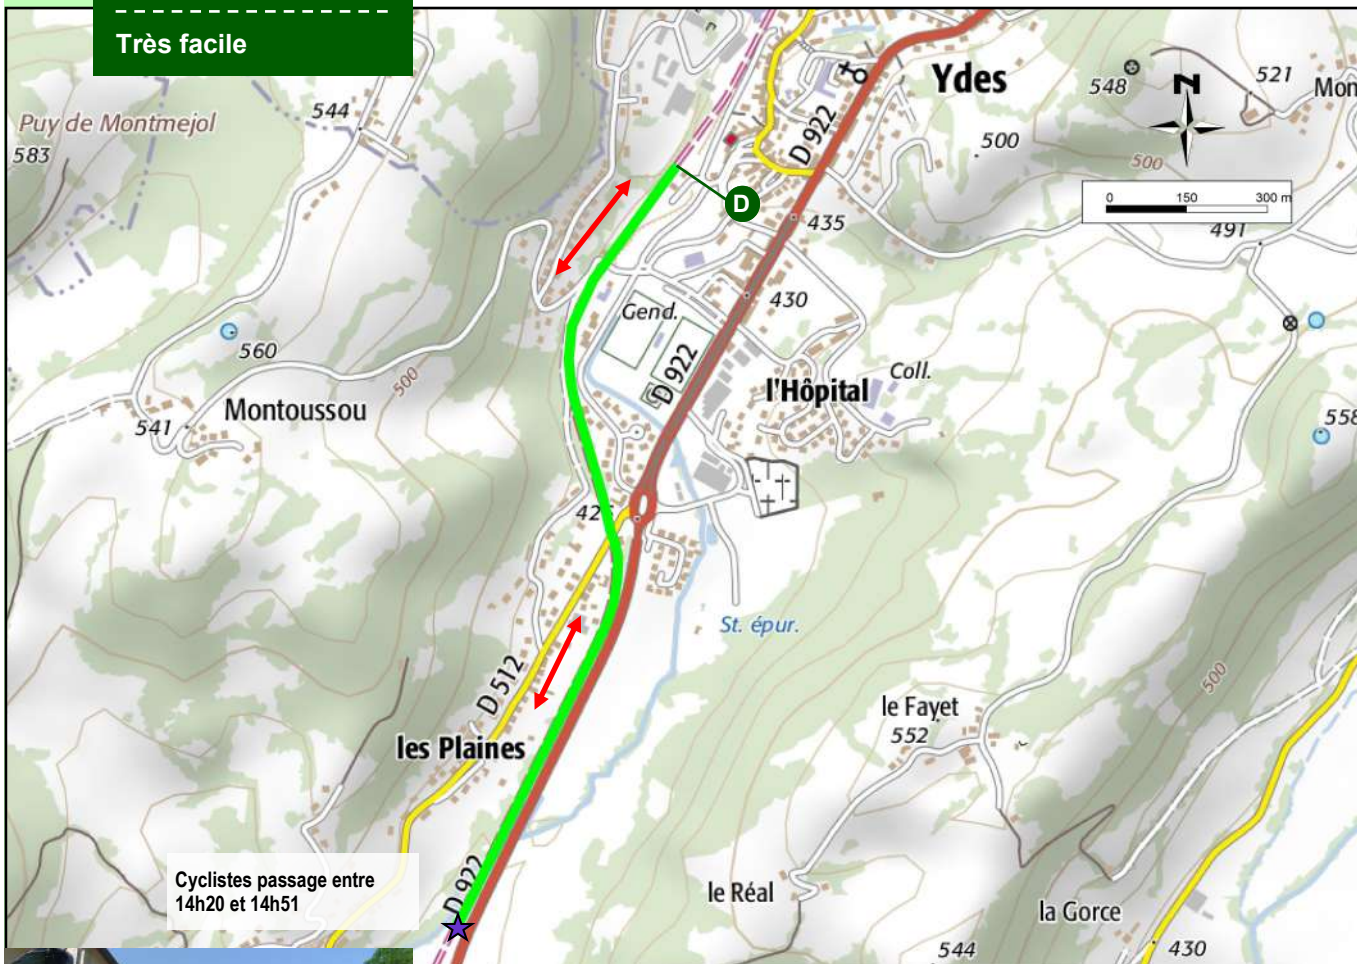 Très facile
Ydes
548
N
521
Mon
544
Puy de Montmejol
583
D 922
500
500
0 150 300 m
D
435
491
430
Gend.
560
500
D 922
l'Hôpital
Coll.
Montoussou
541
558
425
St. épur.
500
D 512
le Fayet
552
les Plaines
Cyclistes passage entre
14h20 et 14h51
D 922
le Réal
la Gorce
544
430